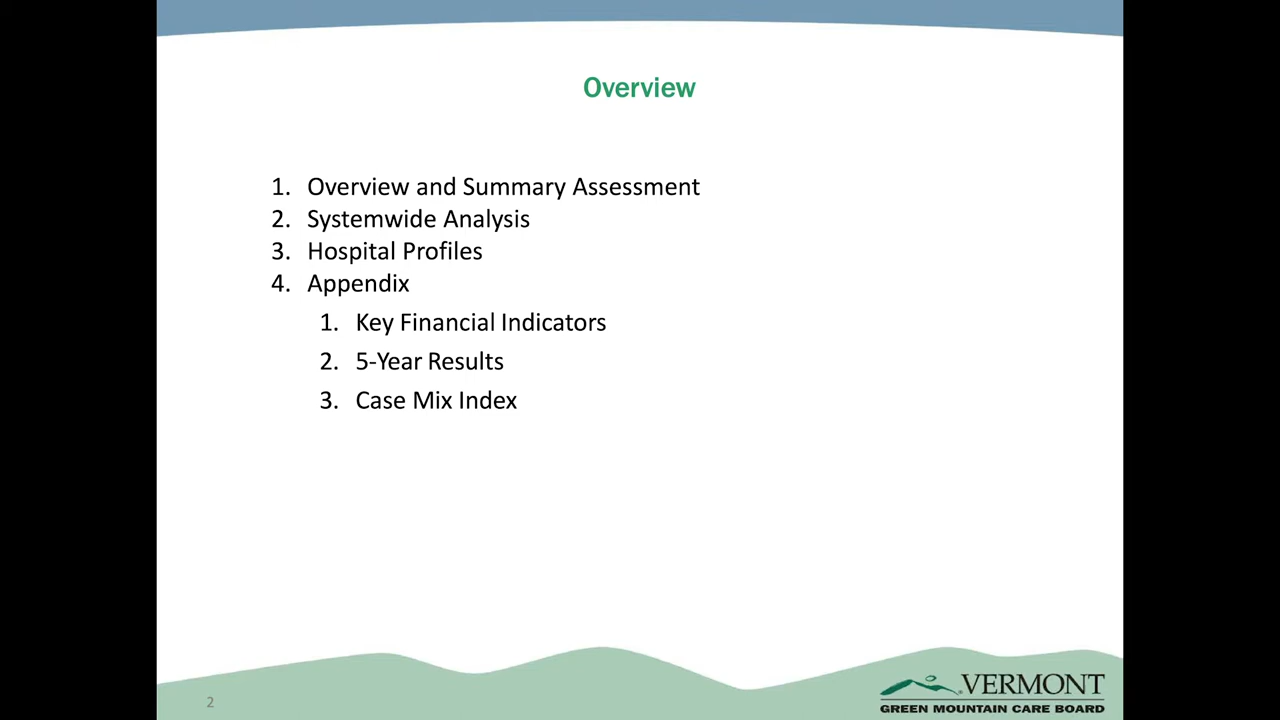 Overview
1. Overview and Summary Assessment
2. Systemwide Analysis
3. Hospital Profiles
4. Appendix
1. Key Financial Indicators
2. 5-Year Results
3. Case Mix Index
2
VERMONT
GREEN MOUNTAIN CARE BOARD